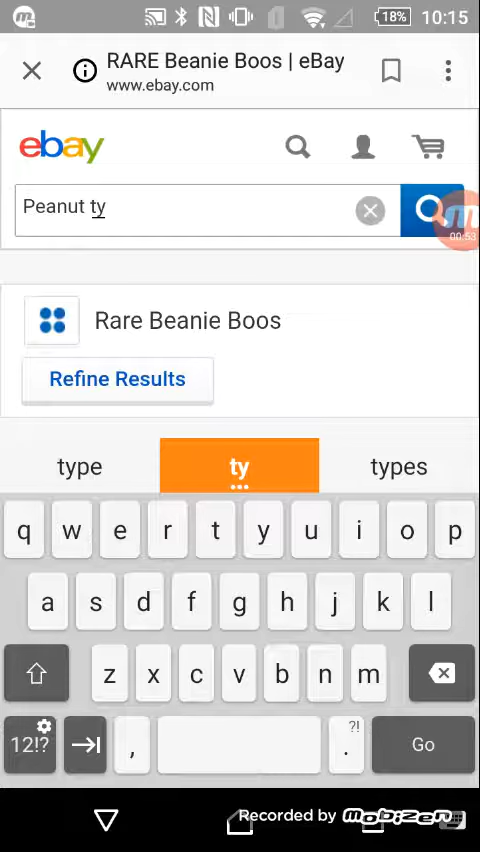 18% 10:15
RARE Beanie Boos | eBay
www.ebay.com
ebay
Peanut ty
00:53
Rare Beanie Boos
Refine Results
type ty types
q w e r t y u i o p
a s d f g h j k l
z x c v b n m
12!? , . ?! Go
Recorded by MOBIZEN